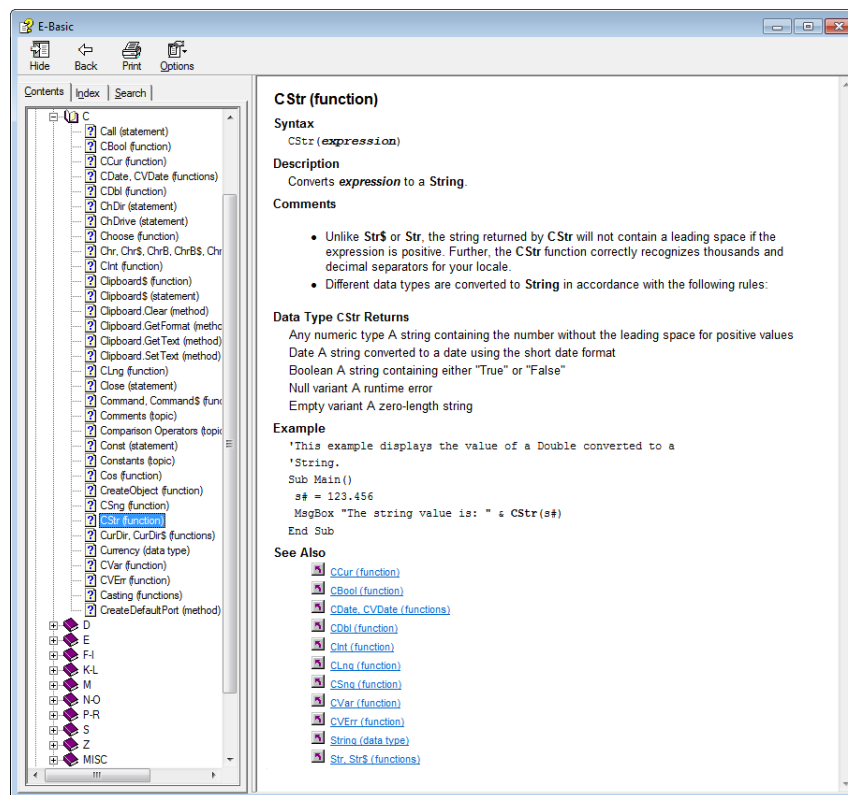 E-Basic
Hide
Back
Print
Options
Contents
Index
Search
C
Call (statement)
CBool (function)
CCur (function)
CDate, CVDate (functions)
CDbl (function)
ChDir (statement)
ChDrive (statement)
Choose (function)
Chr, Chr$, ChrB, ChrB$, Chr
CInt (function)
Clipboard$ (function)
Clipboard$ (statement)
Clipboard.Clear (method)
Clipboard.GetFormat (methc
Clipboard.GetText (method)
Clipboard.SetText (method)
CLng (function)
Close (statement)
Command, Command$ (func
Comments (topic)
Comparison Operators (topic
Const (statement)
Constants (topic)
Cos (function)
CreateObject (function)
CSng (function)
CStr (function)
CurDir, CurDir$ (functions)
Currency (data type)
CVar (function)
CVErr (function)
Casting (functions)
CreateDefaultPort (method)
D
E
F-I
K-L
M
N-O
P-R
S
Z
MISC
CStr (function)
Syntax
CStr(expression)
Description
Converts expression to a String.
Comments
• Unlike Str$ or Str, the string returned by CStr will not contain a leading space if the
expression is positive. Further, the CStr function correctly recognizes thousands and
decimal separators for your locale.
• Different data types are converted to String in accordance with the following rules:
Data Type CStr Returns
Any numeric type A string containing the number without the leading space for positive values
Date A string converted to a date using the short date format
Boolean A string containing either "True" or "False"
Null variant A runtime error
Empty variant A zero-length string
Example
'This example displays the value of a Double converted to a
'String.
Sub Main()
s# = 123.456
MsgBox "The string value is: " & CStr(s#)
End Sub
See Also
CCur (function)
CBool (function)
CDate, CVDate (functions)
CDbl (function)
CInt (function)
CLng (function)
CSng (function)
CVar (function)
CVErr (function)
String (data type)
Str, Str$ (functions)